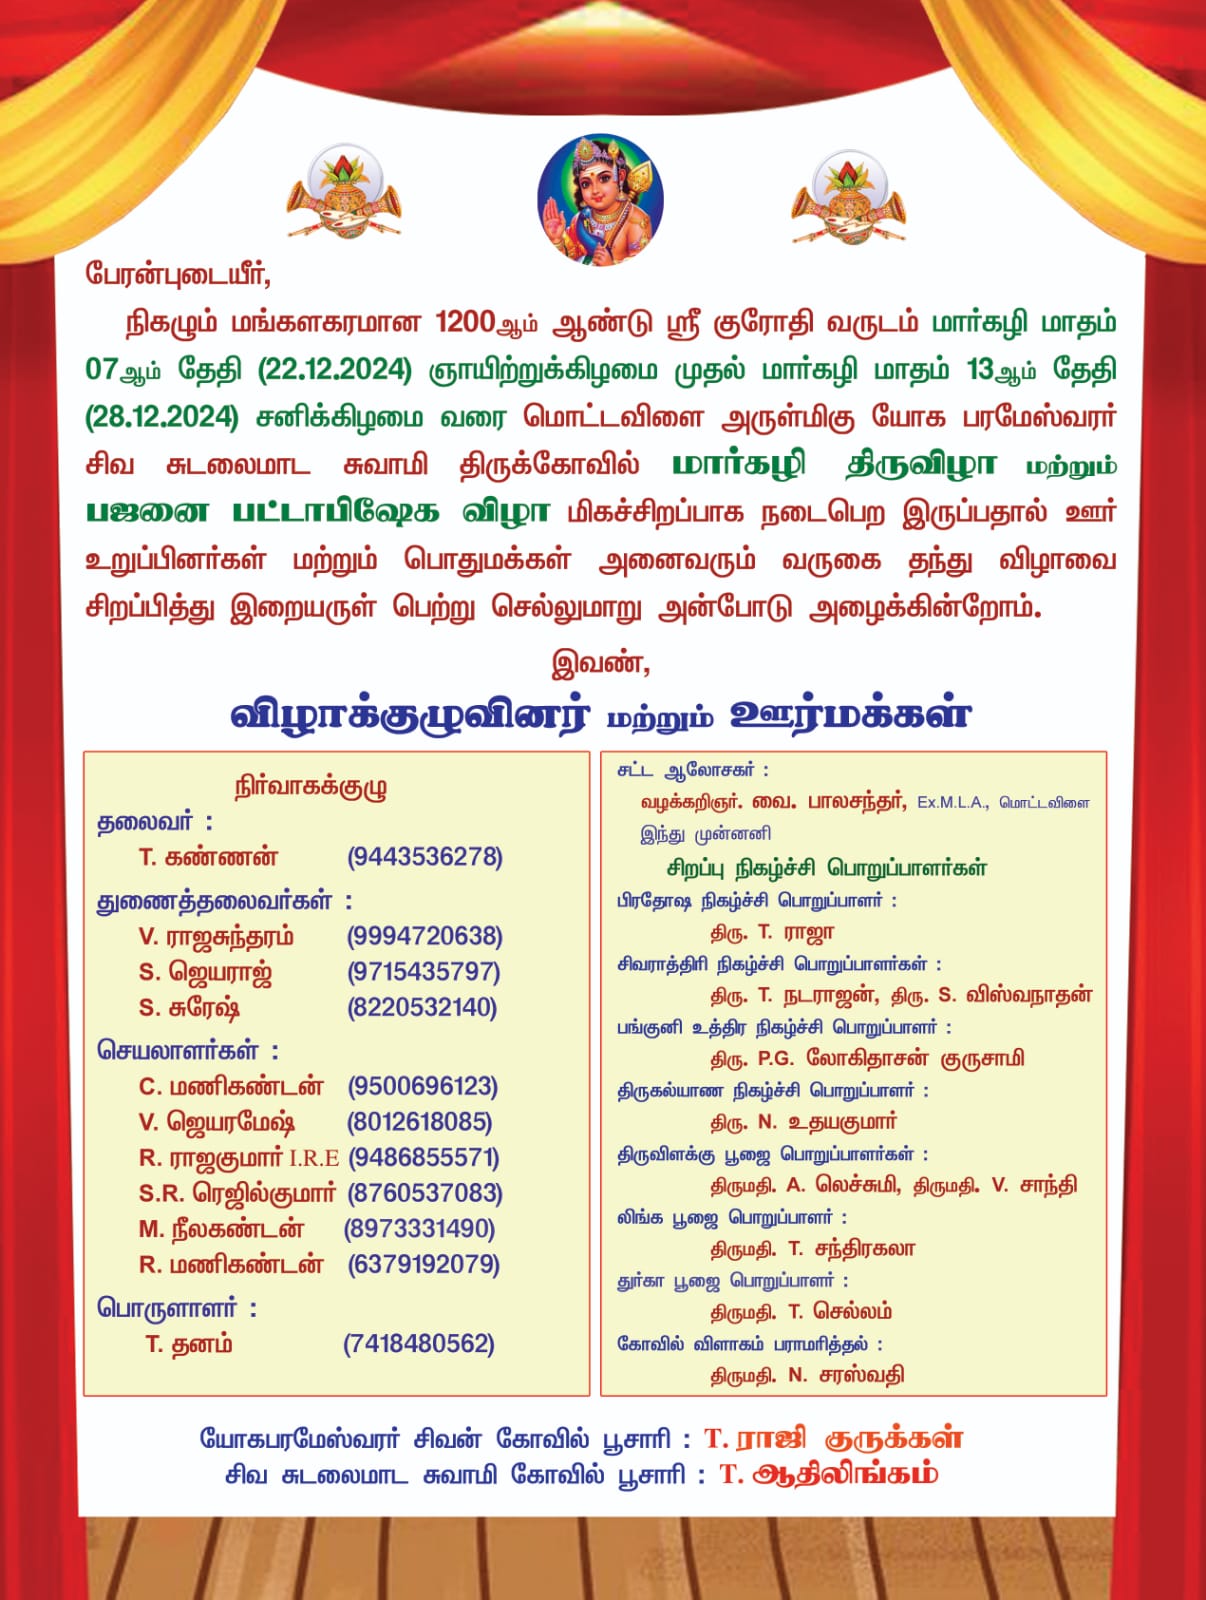 பேரன்புடையீர்,
நிகழும் மங்களகரமான 1200ஆம் ஆண்டு ஸ்ரீ குரோதி வருடம் மார்கழி மாதம்
07ஆம் தேதி (22.12.2024) ஞாயிற்றுக்கிழமை முதல் மார்கழி மாதம் 13ஆம் தேதி
(28.12.2024) சனிக்கிழமை வரை மொட்டவிளை அருள்மிகு யோக பரமேஸ்வரர்
சிவ சுடலைமாட சுவாமி திருக்கோவில் மார்கழி திருவிழா மற்றும்
பஜனை பட்டாபிஷேக விழா மிகச்சிறப்பாக நடைபெற இருப்பதால் ஊர்
உறுப்பினர்கள் மற்றும் பொதுமக்கள் அனைவரும் வருகை தந்து விழாவை
சிறப்பித்து இறையருள் பெற்று செல்லுமாறு அன்போடு அழைக்கின்றோம்.
இவண்,
விழாக்குழுவினர் மற்றும் ஊர்மக்கள்
நிர்வாகக்குழு
தலைவர் :
T. கண்ணன் (9443536278)
துணைத்தலைவர்கள் :
V. ராஜசுந்தரம் (9994720638)
S. ஜெயராஜ் (9715435797)
S. சுரேஷ் (8220532140)
செயலாளர்கள் :
C. மணிகண்டன் (9500696123)
V. ஜெயரமேஷ் (8012618085)
R. ராஜகுமார் I.R.E (9486855571)
S.R. ரெஜில்குமார் (8760537083)
M. நீலகண்டன் (8973331490)
R. மணிகண்டன் (6379192079)
பொருளாளர் :
T. தனம் (7418480562)
சட்ட ஆலோசகர் :
வழக்கறிஞர். வை. பாலசந்தர், Ex.M.L.A., மொட்டவிளை
இந்து முன்னனி
சிறப்பு நிகழ்ச்சி பொறுப்பாளர்கள்
பிரதோஷ நிகழ்ச்சி பொறுப்பாளர் :
திரு. T. ராஜா
சிவராத்திரி நிகழ்ச்சி பொறுப்பாளர்கள் :
திரு. T. நடராஜன், திரு. S. விஸ்வநாதன்
பங்குனி உத்திர நிகழ்ச்சி பொறுப்பாளர் :
திரு. P.G. லோகிதாசன் குருசாமி
திருகல்யாண நிகழ்ச்சி பொறுப்பாளர் :
திரு. N. உதயகுமார்
திருவிளக்கு பூஜை பொறுப்பாளர்கள் :
திருமதி. A. லெச்சுமி, திருமதி. V. சாந்தி
லிங்க பூஜை பொறுப்பாளர் :
திருமதி. T. சந்திரகலா
துர்கா பூஜை பொறுப்பாளர் :
திருமதி. T. செல்லம்
கோவில் விளாகம் பராமரித்தல் :
திருமதி. N. சரஸ்வதி
யோகபரமேஸ்வரர் சிவன் கோவில் பூசாரி : T. ராஜி குருக்கள்
சிவ சுடலைமாட சுவாமி கோவில் பூசாரி : T. ஆதிலிங்கம்